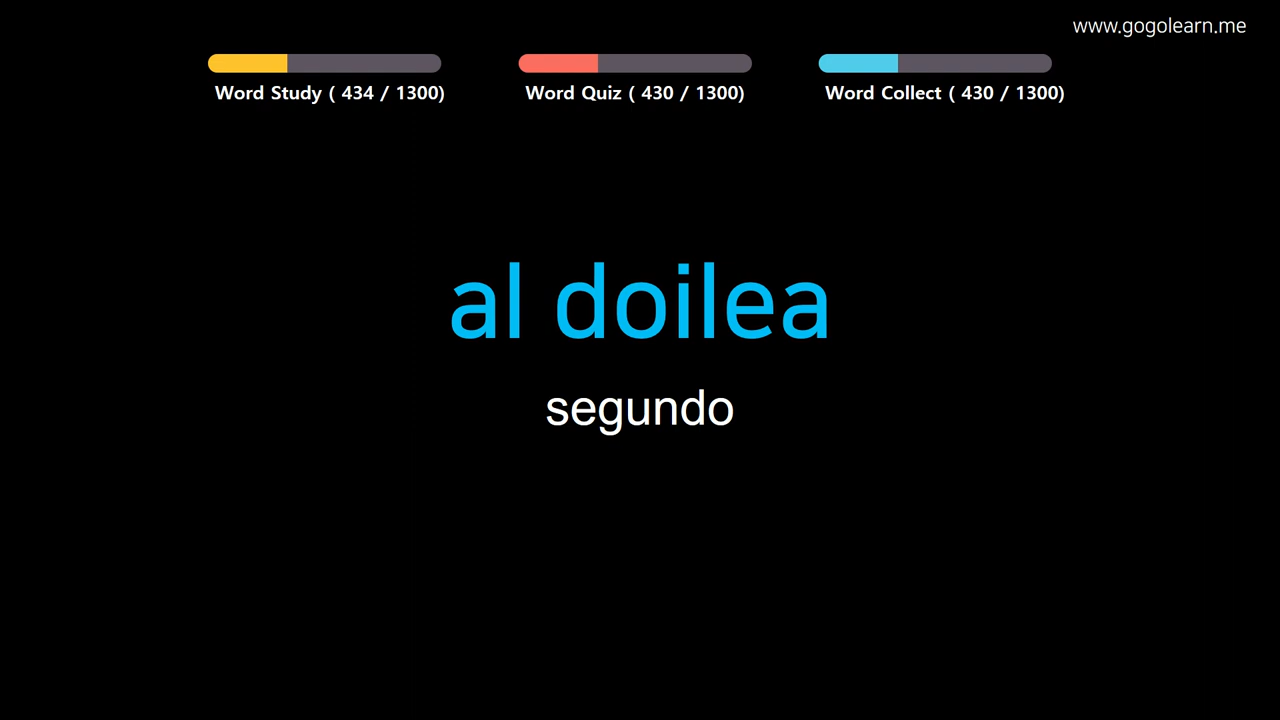 www.gogolearn.me
Word Study ( 434 / 1300)
Word Quiz ( 430 / 1300)
Word Collect ( 430 / 1300)
al doilea
segundo